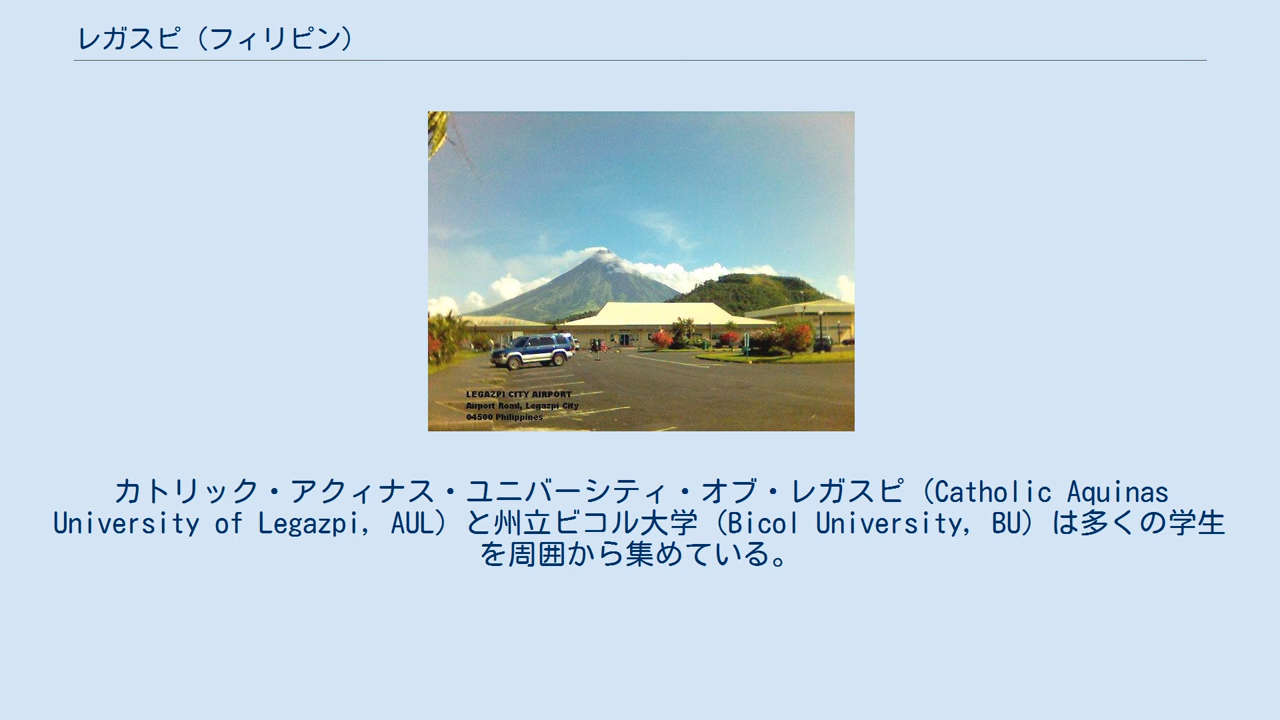 レガスピ（フィリピン）
LEGAZPI CITY AIRPORT
Airport Road, Legazpi City
04500 Philippines
カトリック・アクィナス・ユニバーシティ・オブ・レガスピ（Catholic Aquinas
University of Legazpi, AUL）と州立ビコル大学（Bicol University, BU）は多くの学生
を周囲から集めている。